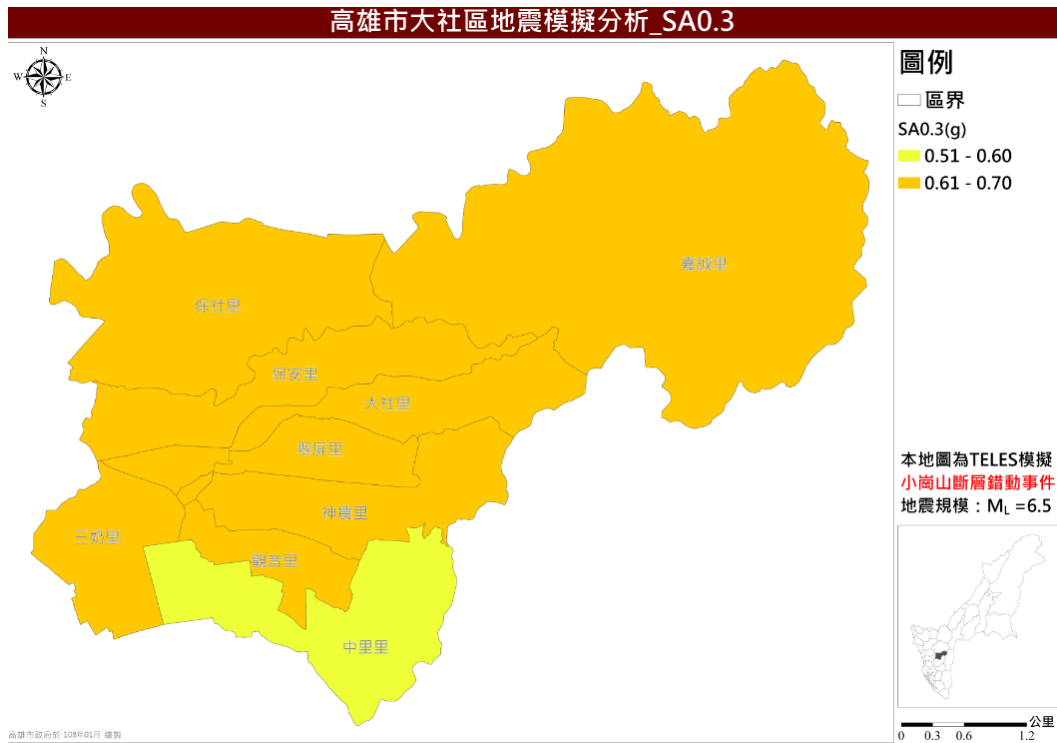 高雄市大社區地震模擬分析_SA0.3
N
W
E
S
圖例
區界
SA0.3(g)
0.51 - 0.60
0.61 - 0.70
嘉誠里
保社里
保安里
大社里
翠屏里
神農里
三奶里
觀音里
中里里
本地圖為TELES模擬
小崗山斷層錯動事件
地震規模：ML =6.5
公里
0 0.3 0.6 1.2
高雄市政府於 108年01月 繪製